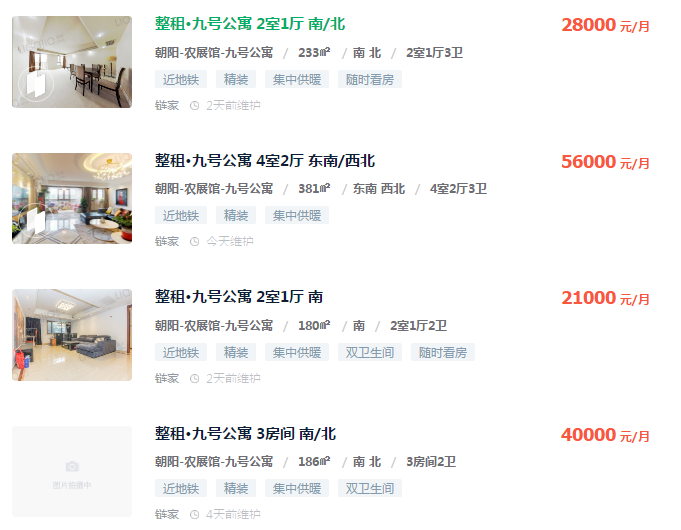 整租·九号公寓 2室1厅 南/北
28000 元/月
朝阳-农展馆-九号公寓 / 233㎡ / 南 北 / 2室1厅3卫
近地铁 精装 集中供暖 随时看房
链家 2天前维护
整租·九号公寓 4室2厅 东南/西北
56000 元/月
朝阳-农展馆-九号公寓 / 381㎡ / 东南 西北 / 4室2厅3卫
近地铁 精装 集中供暖
链家 今天维护
整租·九号公寓 2室1厅 南
21000 元/月
朝阳-农展馆-九号公寓 / 180㎡ / 南 / 2室1厅2卫
近地铁 精装 集中供暖 双卫生间 随时看房
链家 2天前维护
整租·九号公寓 3房间 南/北
40000 元/月
朝阳-农展馆-九号公寓 / 186㎡ / 南 北 / 3房间2卫
图片拍摄中
近地铁 精装 集中供暖 双卫生间
链家 4天前维护